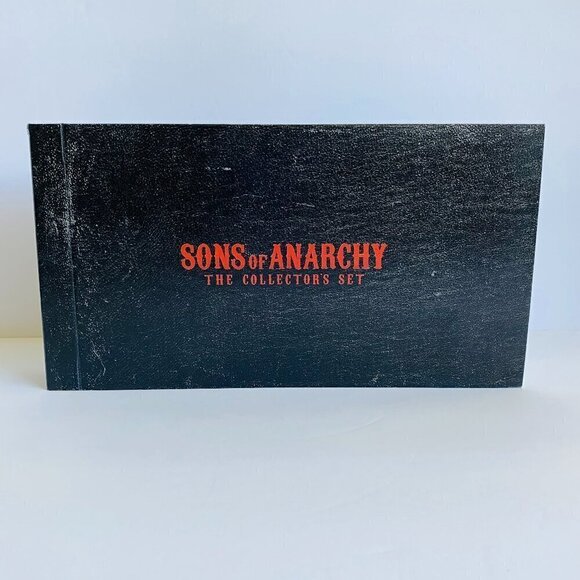 SONS OF ANARCHY
THE COLLECTOR'S SET